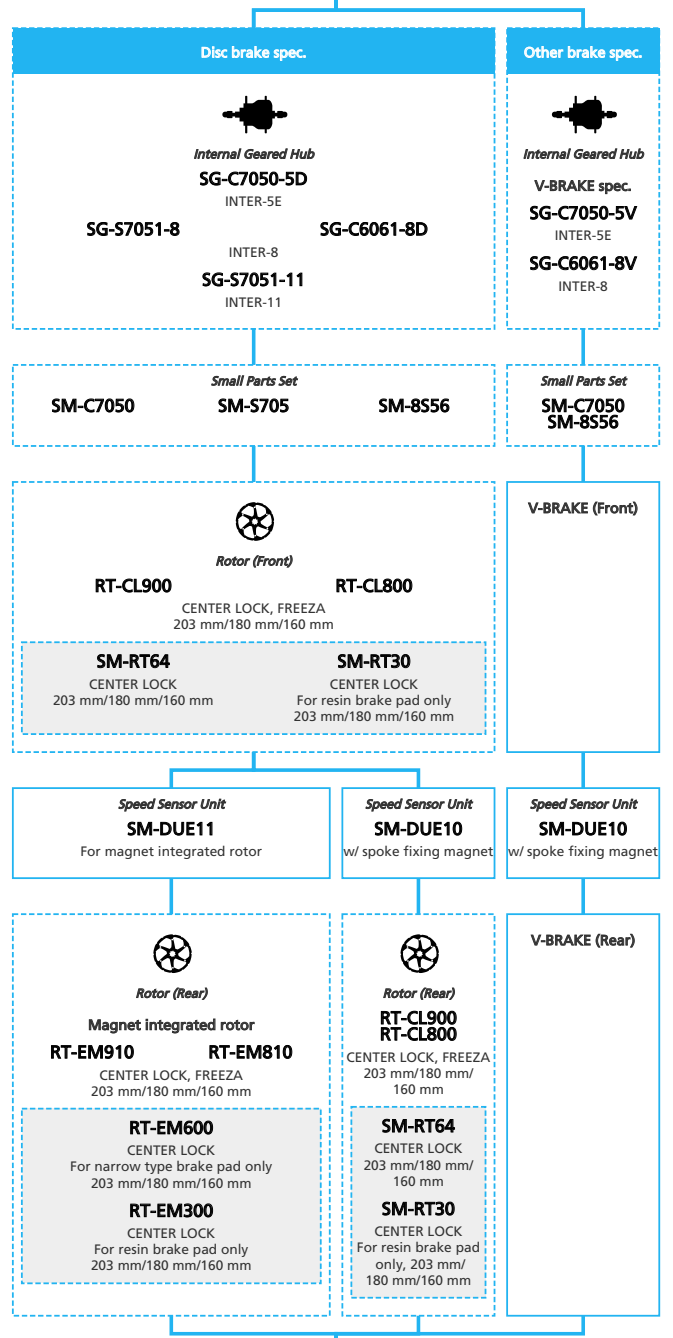 Disc brake spec.
Other brake spec.
Internal Geared Hub
SG-C7050-5D
INTER-5E
SG-S7051-8
SG-C6061-8D
INTER-8
SG-S7051-11
INTER-11
Internal Geared Hub
V-BRAKE spec.
SG-C7050-5V
INTER-5E
SG-C6061-8V
INTER-8
Small Parts Set
SM-C7050
SM-S705
SM-8S56
Small Parts Set
SM-C7050
SM-8S56
Rotor (Front)
RT-CL900
RT-CL800
CENTER LOCK, FREEZA
203 mm/180 mm/160 mm
SM-RT64
CENTER LOCK
203 mm/180 mm/160 mm
SM-RT30
CENTER LOCK
For resin brake pad only
203 mm/180 mm/160 mm
V-BRAKE (Front)
Speed Sensor Unit
SM-DUE11
For magnet integrated rotor
Speed Sensor Unit
SM-DUE10
w/ spoke fixing magnet
Speed Sensor Unit
SM-DUE10
w/ spoke fixing magnet
Rotor (Rear)
Magnet integrated rotor
RT-EM910
RT-EM810
CENTER LOCK, FREEZA
203 mm/180 mm/160 mm
RT-EM600
CENTER LOCK
For narrow type brake pad only
203 mm/180 mm/160 mm
RT-EM300
CENTER LOCK
For resin brake pad only
203 mm/180 mm/160 mm
Rotor (Rear)
RT-CL900
RT-CL800
CENTER LOCK, FREEZA
203 mm/180 mm/
160 mm
SM-RT64
CENTER LOCK
203 mm/180 mm/
160 mm
SM-RT30
CENTER LOCK
For resin brake pad
only, 203 mm/
180 mm/160 mm
V-BRAKE (Rear)